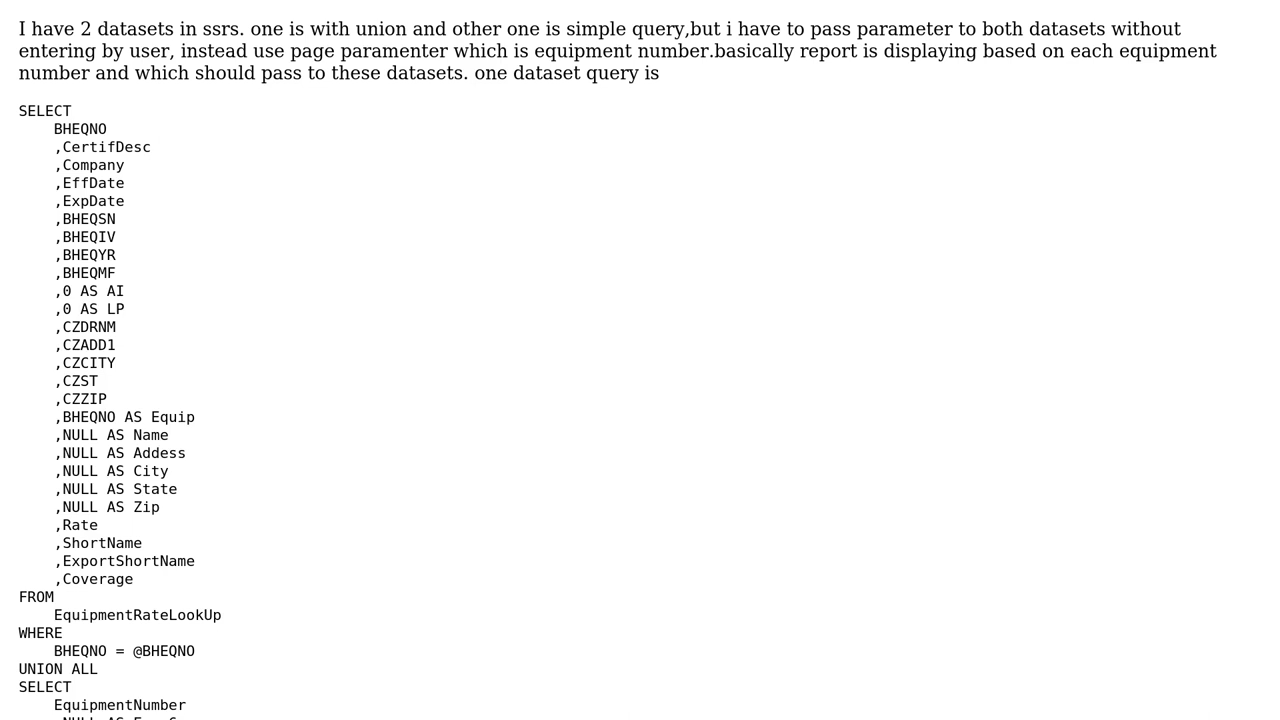 I have 2 datasets in ssrs. one is with union and other one is simple query,but i have to pass parameter to both datasets without
entering by user, instead use page paramenter which is equipment number.basically report is displaying based on each equipment
number and which should pass to these datasets. one dataset query is
SELECT
BHEQNO
,CertifDesc
,Company
,EffDate
,ExpDate
,BHEQSN
,BHEQIV
,BHEQYR
,BHEQMF
,0 AS AI
,0 AS LP
,CZDRNM
,CZADD1
,CZCITY
,CZST
,CZZIP
,BHEQNO AS Equip
,NULL AS Name
,NULL AS Addess
,NULL AS City
,NULL AS State
,NULL AS Zip
,Rate
,ShortName
,ExportShortName
,Coverage
FROM
EquipmentRateLookUp
WHERE
BHEQNO = @BHEQNO
UNION ALL
SELECT
EquipmentNumber
,NULL AS